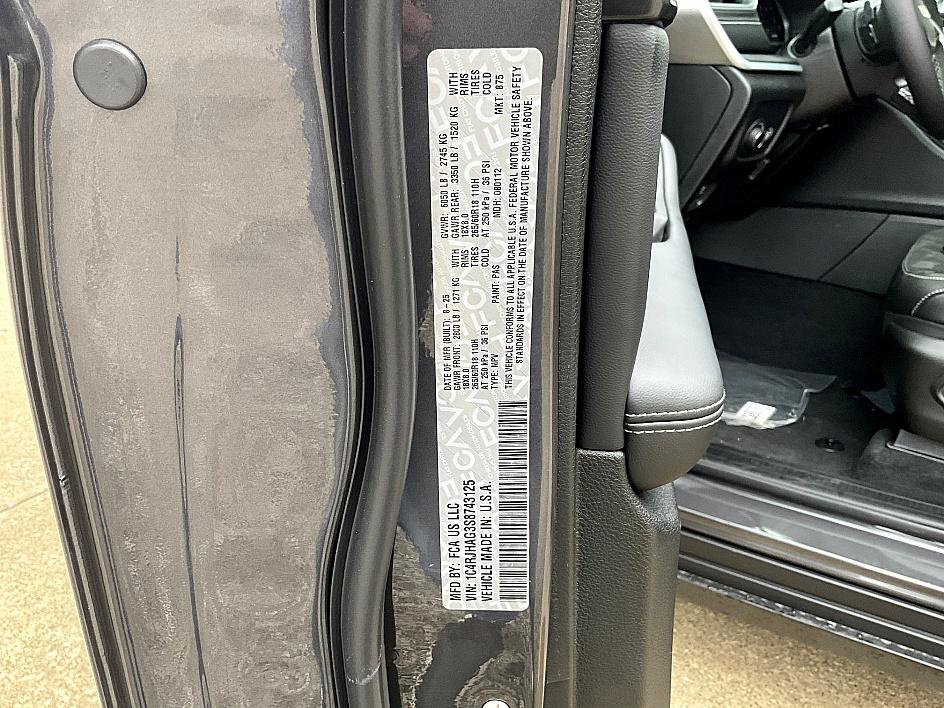 MFD BY: FCA US LLC
VIN: 1C4RJHAG3S8743125
VEHICLE MADE IN: U.S.A.
DATE OF MFR (BUILT): 8 - 25 GVWR: 6050 LB / 2745 KG
GAWR FRONT: 2800 LB / 1271 KG WITH GAWR REAR: 3350 LB / 1520 KG WITH
18X8.0 RIMS 18X8.0 RIMS
265/60R18 110H TIRES 265/60R18 110H TIRES
AT 250 kPa / 36 PSI COLD AT 250 kPa / 36 PSI COLD
TYPE: MPV PAINT: PAS MDH: 080112 MKT: B75
THIS VEHICLE CONFORMS TO ALL APPLICABLE U.S.A. FEDERAL MOTOR VEHICLE SAFETY
STANDARDS IN EFFECT ON THE DATE OF MANUFACTURE SHOWN ABOVE.